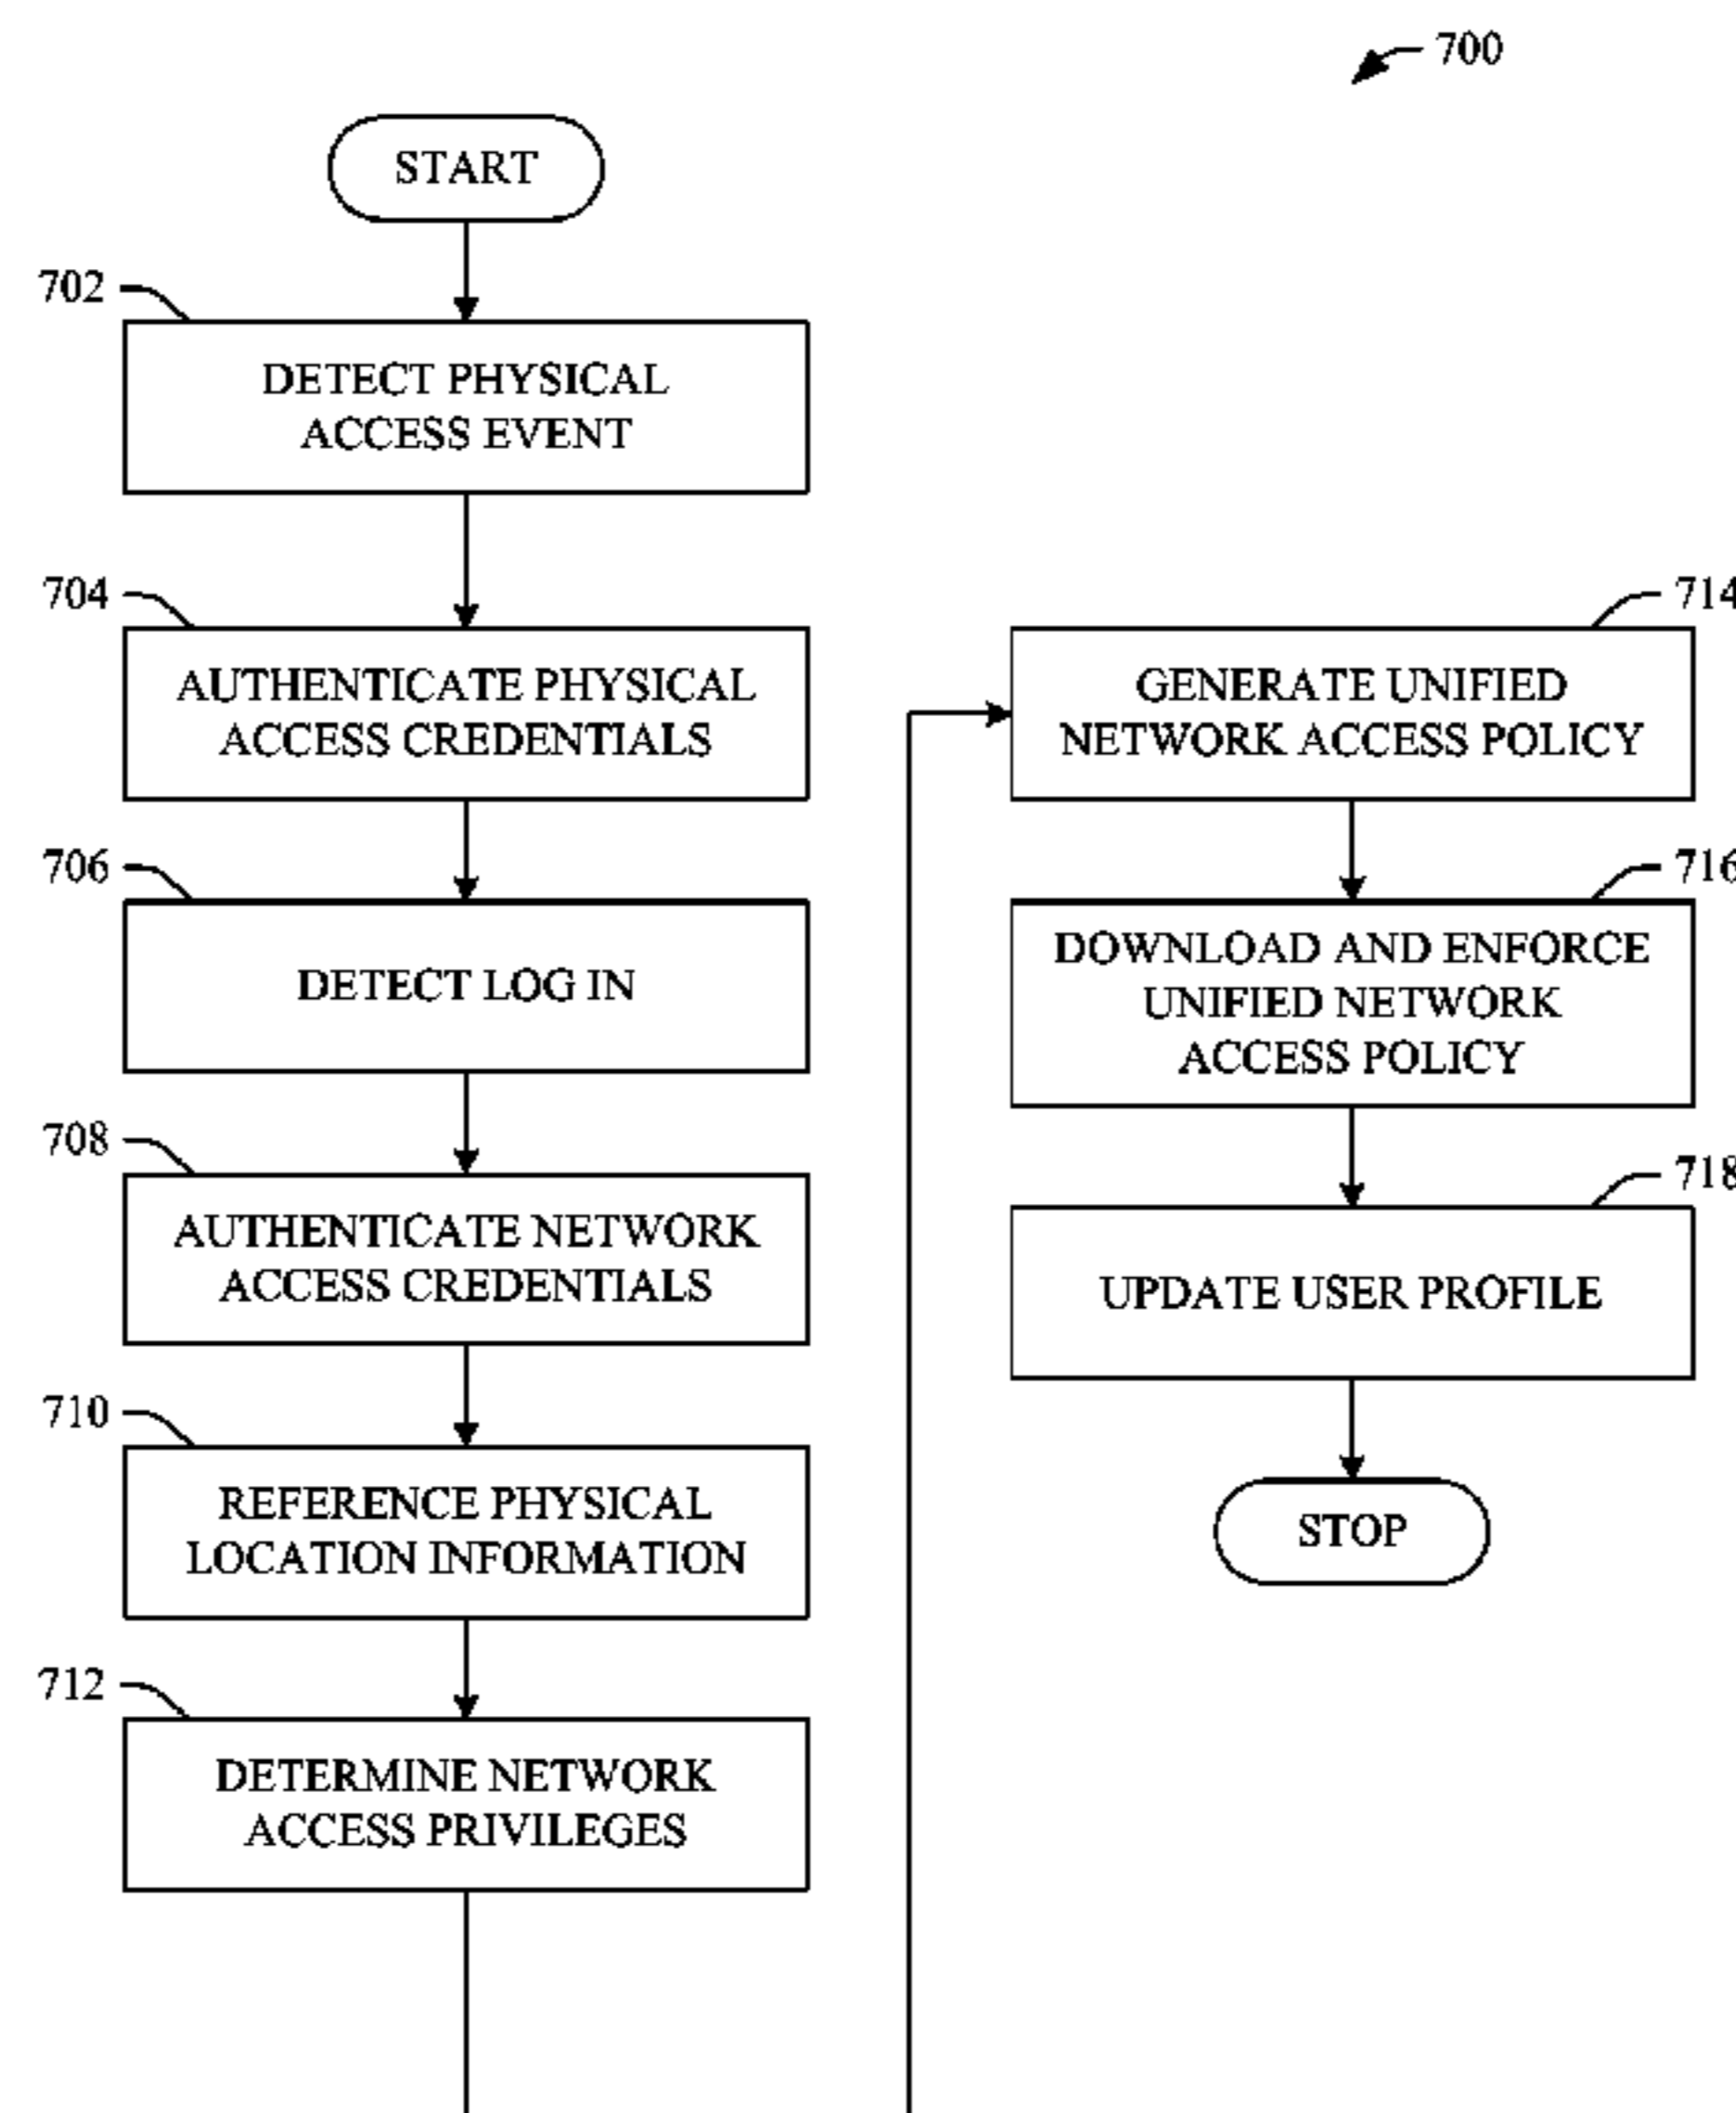 700
START
702
DETECT PHYSICAL
ACCESS EVENT
704
AUTHENTICATE PHYSICAL
ACCESS CREDENTIALS
706
DETECT LOG IN
708
AUTHENTICATE NETWORK
ACCESS CREDENTIALS
710
REFERENCE PHYSICAL
LOCATION INFORMATION
712
DETERMINE NETWORK
ACCESS PRIVILEGES
714
GENERATE UNIFIED
NETWORK ACCESS POLICY
716
DOWNLOAD AND ENFORCE
UNIFIED NETWORK
ACCESS POLICY
718
UPDATE USER PROFILE
STOP